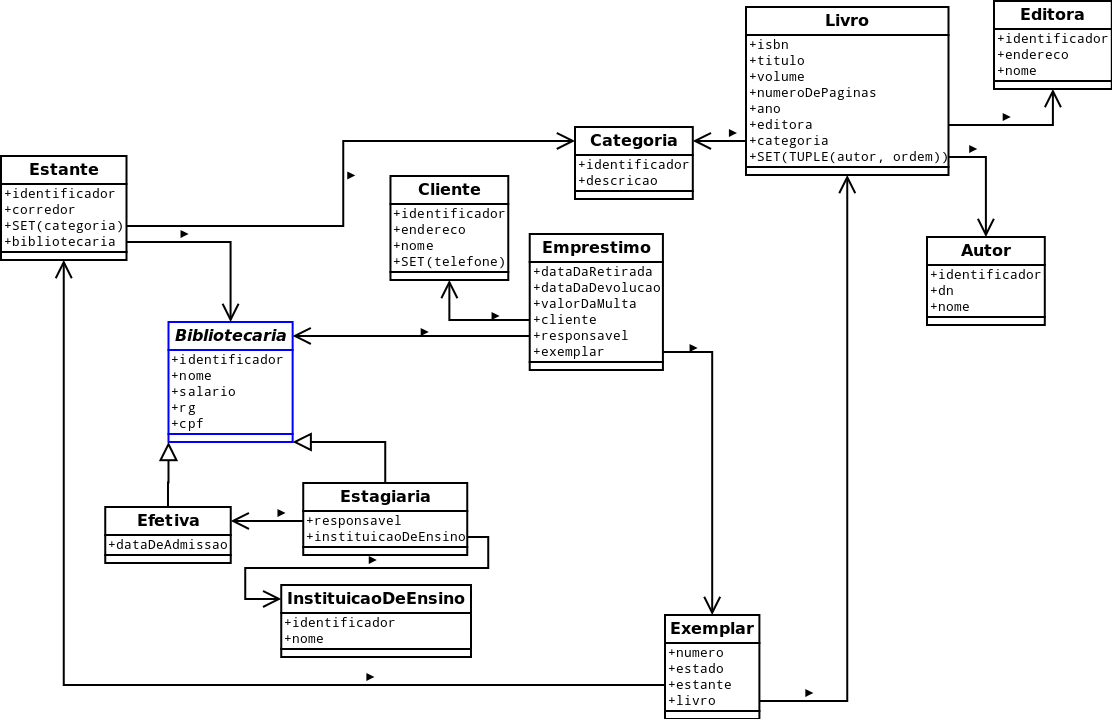 Livro
+isbn
+titulo
+volume
+numeroDePaginas
+ano
+editora
+categoria
+SET(TUPLE(autor, ordem))
Editora
+identificador
+endereco
+nome
Categoria
+identificador
+descricao
Estante
+identificador
+corredor
+SET(categoria)
+bibliotecaria
Cliente
+identificador
+endereco
+nome
+SET(telefone)
Emprestimo
+dataDaRetirada
+dataDaDevolucao
+valorDaMulta
+cliente
+responsavel
+exemplar
Autor
+identificador
+dn
+nome
Bibliotecaria
+identificador
+nome
+salario
+rg
+cpf
Efetiva
+dataDeAdmissao
Estagiaria
+responsavel
+instituicaoDeEnsino
InstituicaoDeEnsino
+identificador
+nome
Exemplar
+numero
+estado
+estante
+livro